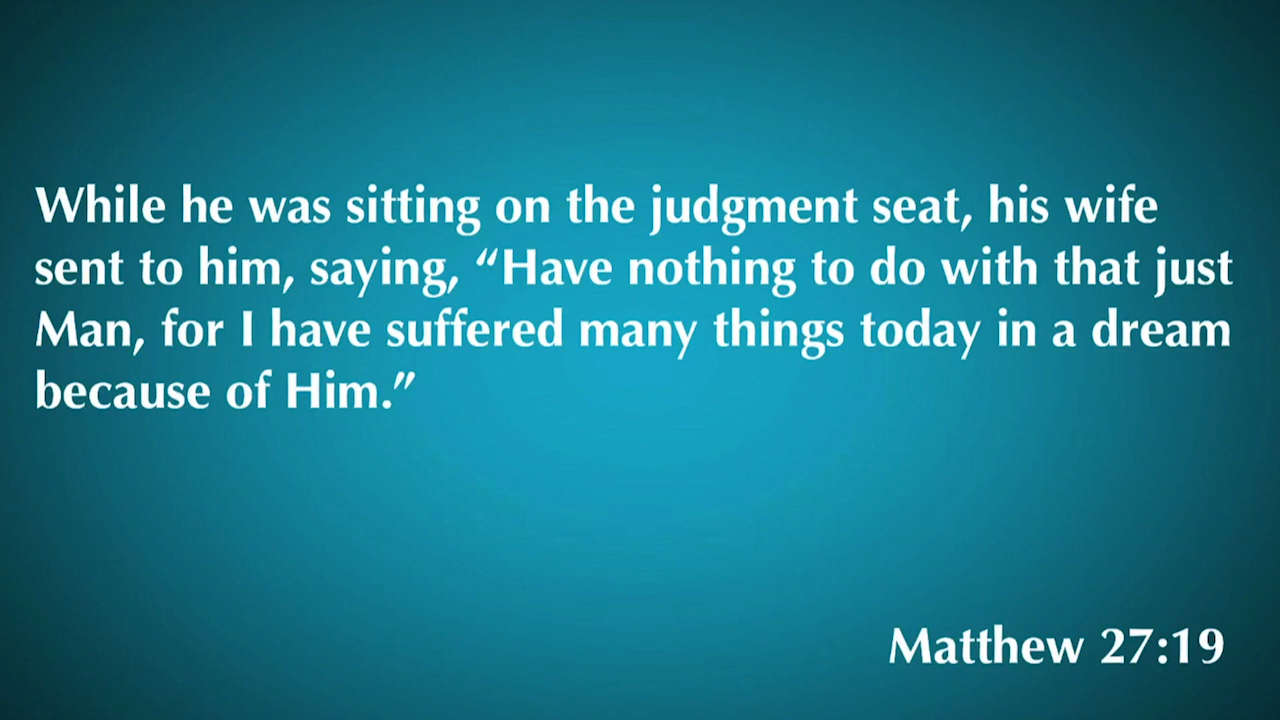 While he was sitting on the judgment seat, his wife
sent to him, saying, “Have nothing to do with that just
Man, for I have suffered many things today in a dream
because of Him.”
Matthew 27:19